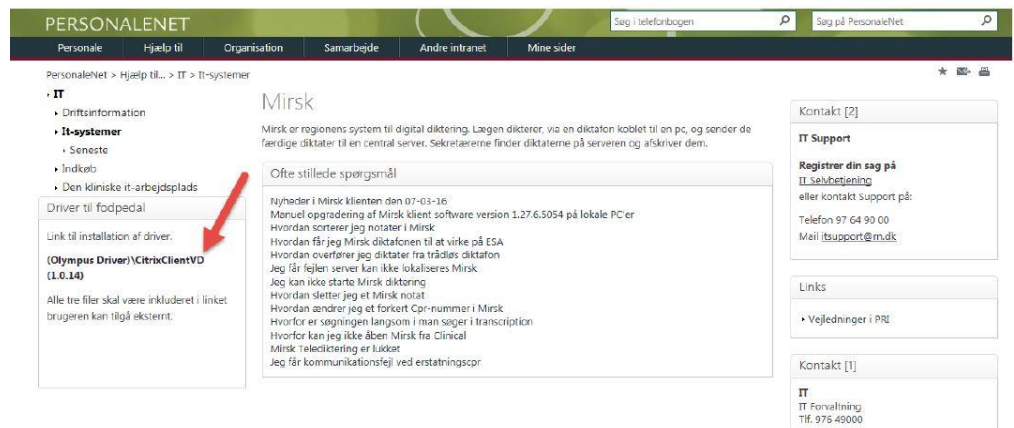 PERSONALENET
Søg i telefonbogen
Søg på PersonaleNet
Personale Hjælp til Organisation Samarbejde Andre intranet Mine sider
PersonaleNet > Hjælp til... > IT > It-systemer
IT
Driftsinformation
It-systemer
Seneste
Indkøb
Den kliniske it-arbejdsplads
Driver til fodpedal
Link til installation af driver.
(Olympus Driver)\CitrixClientVD
(1.0.14)
Alle tre filer skal være inkluderet i linket
brugeren kan tilgå eksternt.
Mirsk
Mirsk er regionens system til digital diktering. Lægen dikterer, via en diktafon koblet til en pc, og sender de
færdige diktater til en central server. Sekretærerne finder diktaterne på serveren og afskriver dem.
Ofte stillede spørgsmål
Nyheder i Mirsk klienten den 07-03-16
Manuel opgradering af Mirsk klient software version 1.27.6.5054 på lokale PC'er
Hvordan sorterer jeg notater i Mirsk
Hvordan får jeg Mirsk diktafonen til at virke på ESA
Hvordan overfører jeg diktater fra trådløs diktafon
Jeg får fejlen server kan ikke lokaliseres Mirsk
Jeg kan ikke starte Mirsk diktering
Hvordan sletter jeg et Mirsk notat
Hvordan ændrer jeg et forkert Cpr-nummer i Mirsk
Hvorfor er søgningen langsom i man søger i transcription
Hvorfor kan jeg ikke åben Mirsk fra Clinical
Mirsk Telediktering er lukket
Jeg får kommunikationsfejl ved erstatningscpr
Kontakt [2]
IT Support
Registrer din sag på
IT Selvbetjening
eller kontakt Support på:
Telefon 97 64 90 00
Mail itsupport@rn.dk
Links
Vejledninger i PRI
Kontakt [1]
IT
IT Forvaltning
Tlf. 976 49000